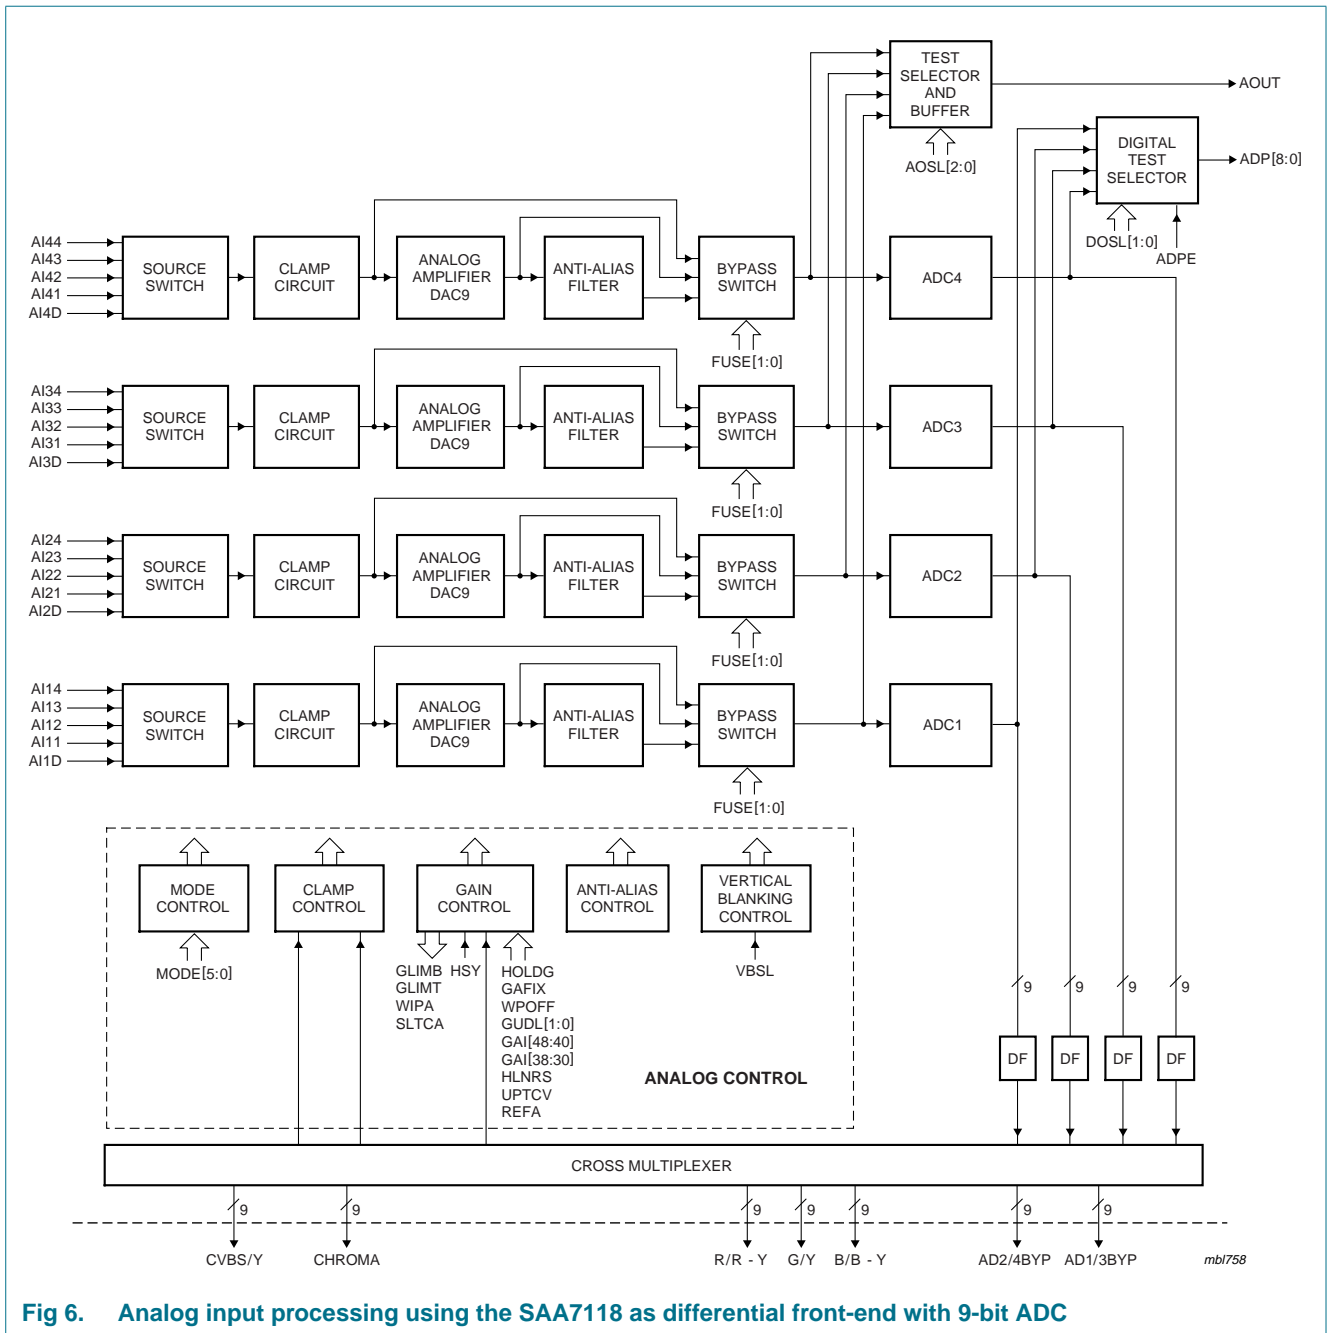 TEST
SELECTOR
AND
BUFFER
AOUT
AOSL[2:0]
DIGITAL
TEST
SELECTOR
ADP[8:0]
DOSL[1:0]
ADPE
AI44
AI43
AI42
AI41
AI4D
SOURCE
SWITCH
CLAMP
CIRCUIT
ANALOG
AMPLIFIER
DAC9
ANTI-ALIAS
FILTER
BYPASS
SWITCH
FUSE[1:0]
ADC4
AI34
AI33
AI32
AI31
AI3D
SOURCE
SWITCH
CLAMP
CIRCUIT
ANALOG
AMPLIFIER
DAC9
ANTI-ALIAS
FILTER
BYPASS
SWITCH
FUSE[1:0]
ADC3
AI24
AI23
AI22
AI21
AI2D
SOURCE
SWITCH
CLAMP
CIRCUIT
ANALOG
AMPLIFIER
DAC9
ANTI-ALIAS
FILTER
BYPASS
SWITCH
FUSE[1:0]
ADC2
AI14
AI13
AI12
AI11
AI1D
SOURCE
SWITCH
CLAMP
CIRCUIT
ANALOG
AMPLIFIER
DAC9
ANTI-ALIAS
FILTER
BYPASS
SWITCH
FUSE[1:0]
ADC1
MODE
CONTROL
MODE[5:0]
CLAMP
CONTROL
GAIN
CONTROL
GLIMB
GLIMT
WIPA
SLTCA
HSY
HOLDG
GAFIX
WPOFF
GUDL[1:0]
GAI[48:40]
GAI[38:30]
HLNRS
UPTCV
REFA
ANTI-ALIAS
CONTROL
VERTICAL
BLANKING
CONTROL
VBSL
ANALOG CONTROL
9
9
9
9
DF
DF
DF
DF
CROSS MULTIPLEXER
9
9
9
9
9
9
9
CVBS/Y
CHROMA
R/R - Y
G/Y
B/B - Y
AD2/4BYP
AD1/3BYP
mbl758
Fig 6. Analog input processing using the SAA7118 as differential front-end with 9-bit ADC